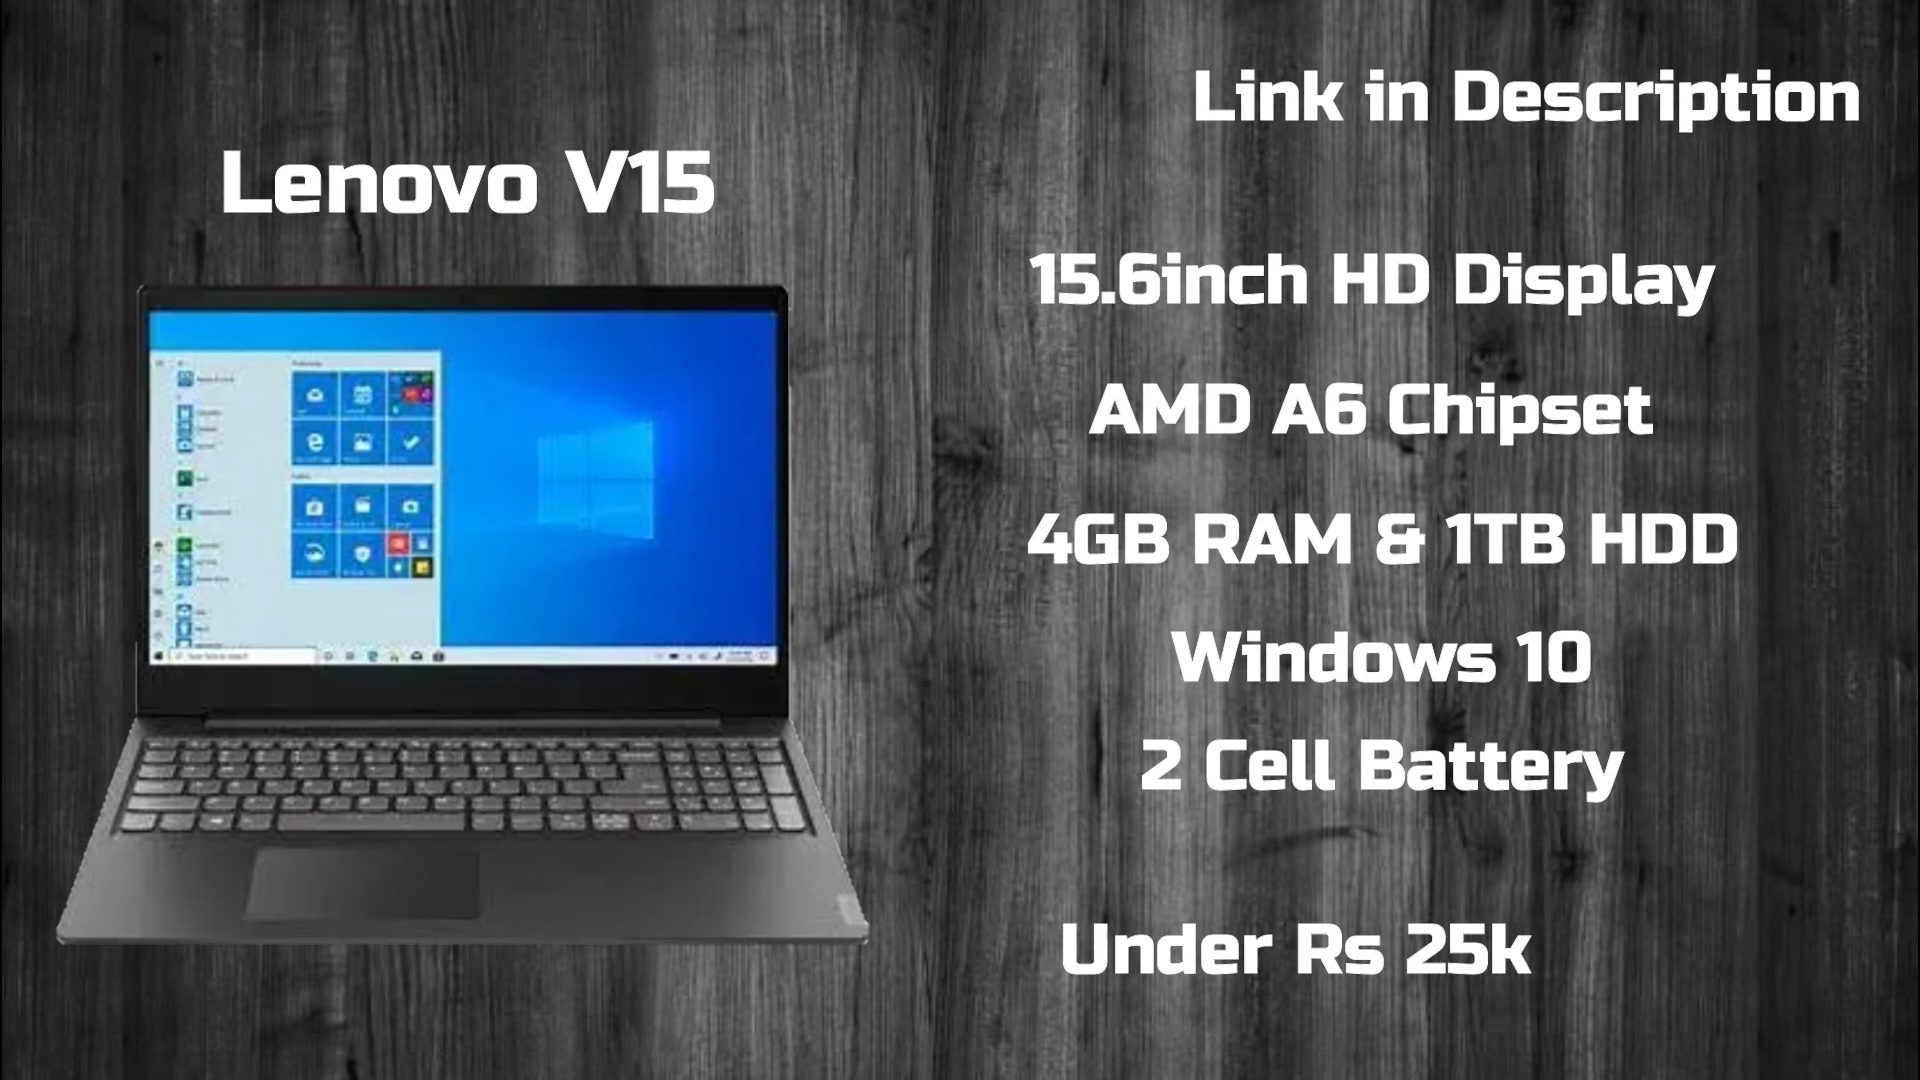 Link in Description
Lenovo V15
15.6inch HD Display
AMD A6 Chipset
4GB RAM & 1TB HDD
Windows 10
2 Cell Battery
Under Rs 25k